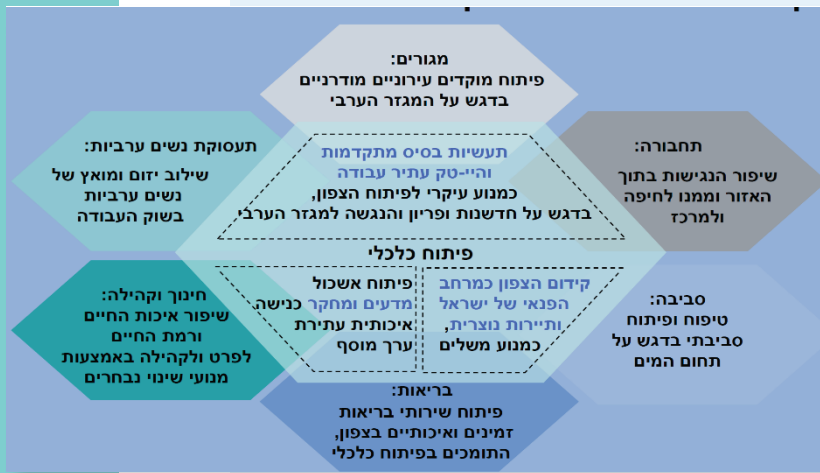 מגורים:
פיתוח מוקדים עירוניים מודרניים
בדגש על המגזר הערבי
תחבורה:
שיפור הנגישות בתוך
האזור וממנו לחיפה
ולמרכז
תעסוקת נשים ערביות:
שילוב יזום ומואץ של
נשים ערביות
בשוק העבודה
תעשיות בסיס מתקדמות
והיי-טק עתיר עבודה
כמנוע עיקרי לפיתוח הצפון,
בדגש על חדשנות ופריון והנגשה למגזר הערבי
פיתוח כלכלי
קידום הצפון כמרחב
הפנאי של ישראל
ותיירות נוצרית,
כמנוע משלים
פיתוח אשכול
מדעים ומחקר כנישה
איכותית עתירת
ערך מוסף
סביבה:
טיפוח ופיתוח
סביבתי בדגש על
תחום המים
חינוך וקהילה:
שיפור איכות החיים
ורמת החיים
לפרט ולקהילה באמצעות
מנועי שינוי נבחרים
בריאות:
פיתוח שירותי בריאות
זמינים ואיכותיים בצפון,
התומכים בפיתוח כלכלי